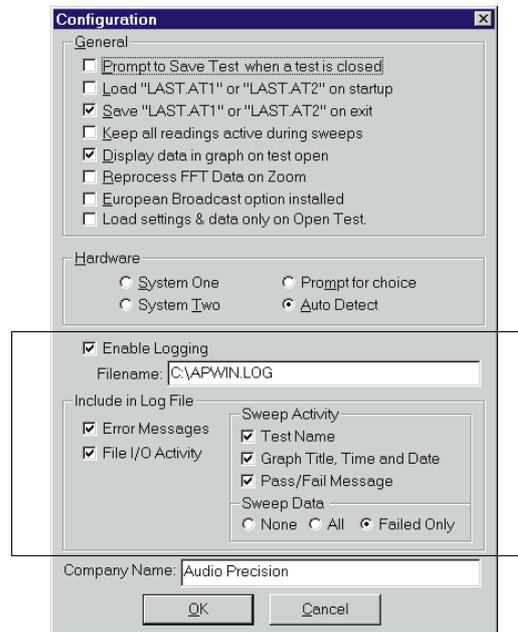 Configuration
General
Prompt to Save Test when a test is closed
Load "LAST.AT1" or "LAST.AT2" on startup
Save "LAST.AT1" or "LAST.AT2" on exit
Keep all readings active during sweeps
Display data in graph on test open
Reprocess FFT Data on Zoom
European Broadcast option installed
Load settings & data only on Open Test.
Hardware
System One
Prompt for choice
System Two
Auto Detect
Enable Logging
Filename: C:\APWIN.LOG
Include in Log File
Error Messages
File I/O Activity
Sweep Activity
Test Name
Graph Title, Time and Date
Pass/Fail Message
Sweep Data
None All Failed Only
Company Name: Audio Precision
OK Cancel